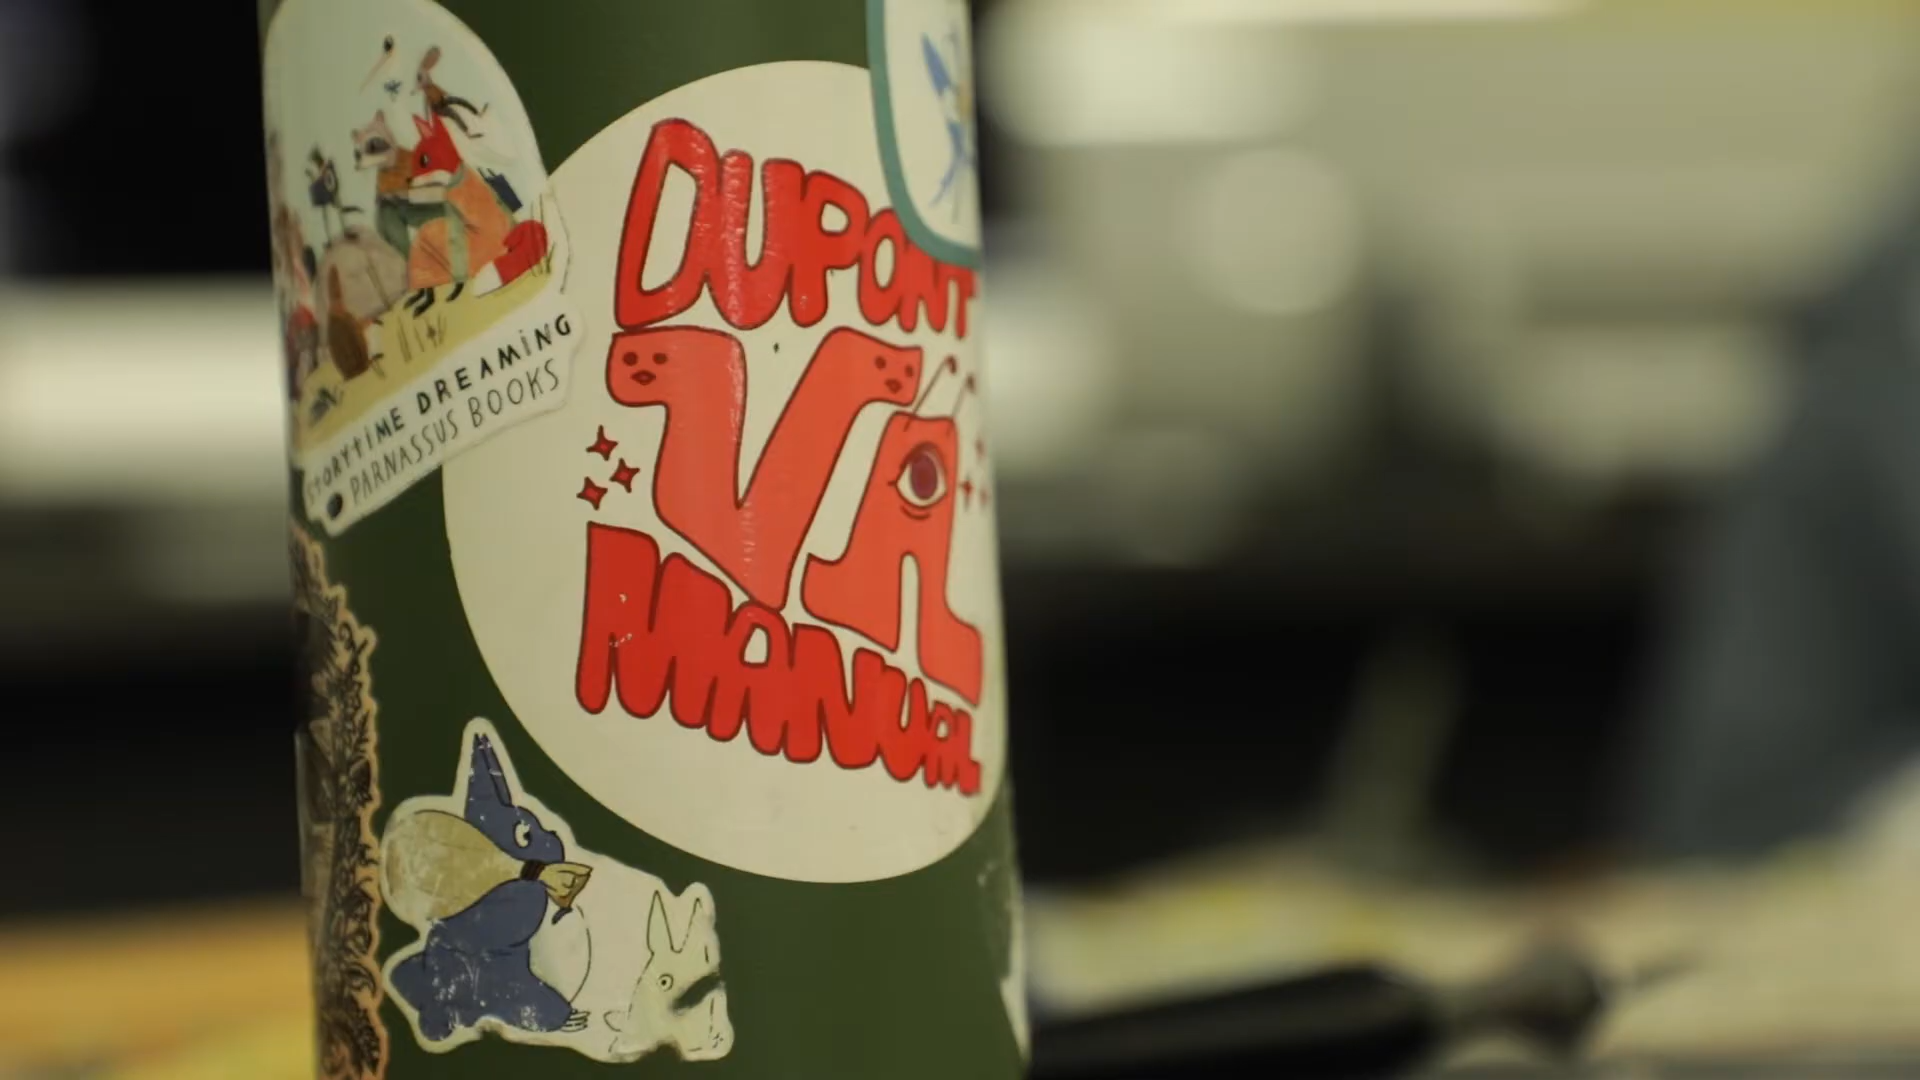 STORYTIME DREAMING
PARNASSUS BOOKS
DUPONT
VA
MANUAL